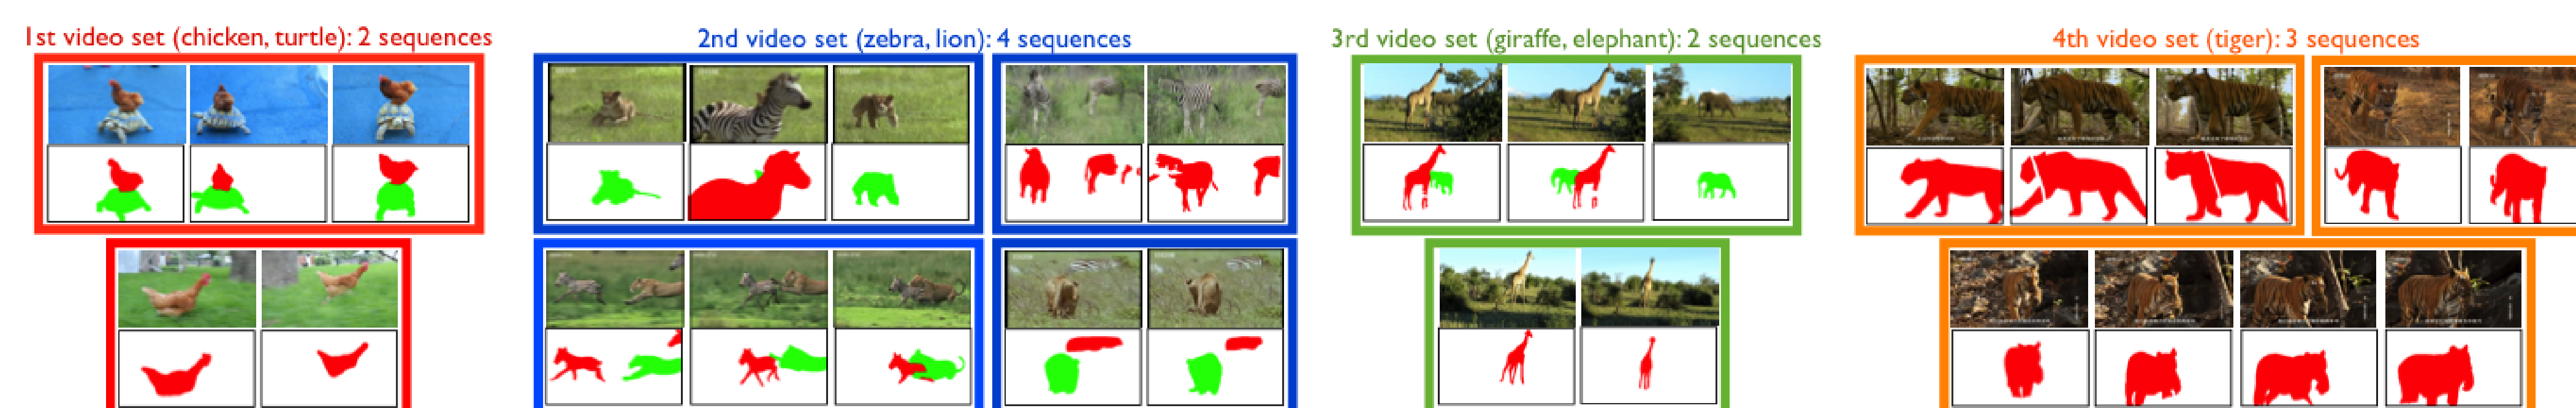 1st video set (chicken, turtle): 2 sequences
2nd video set (zebra, lion): 4 sequences
3rd video set (giraffe, elephant): 2 sequences
4th video set (tiger): 3 sequences